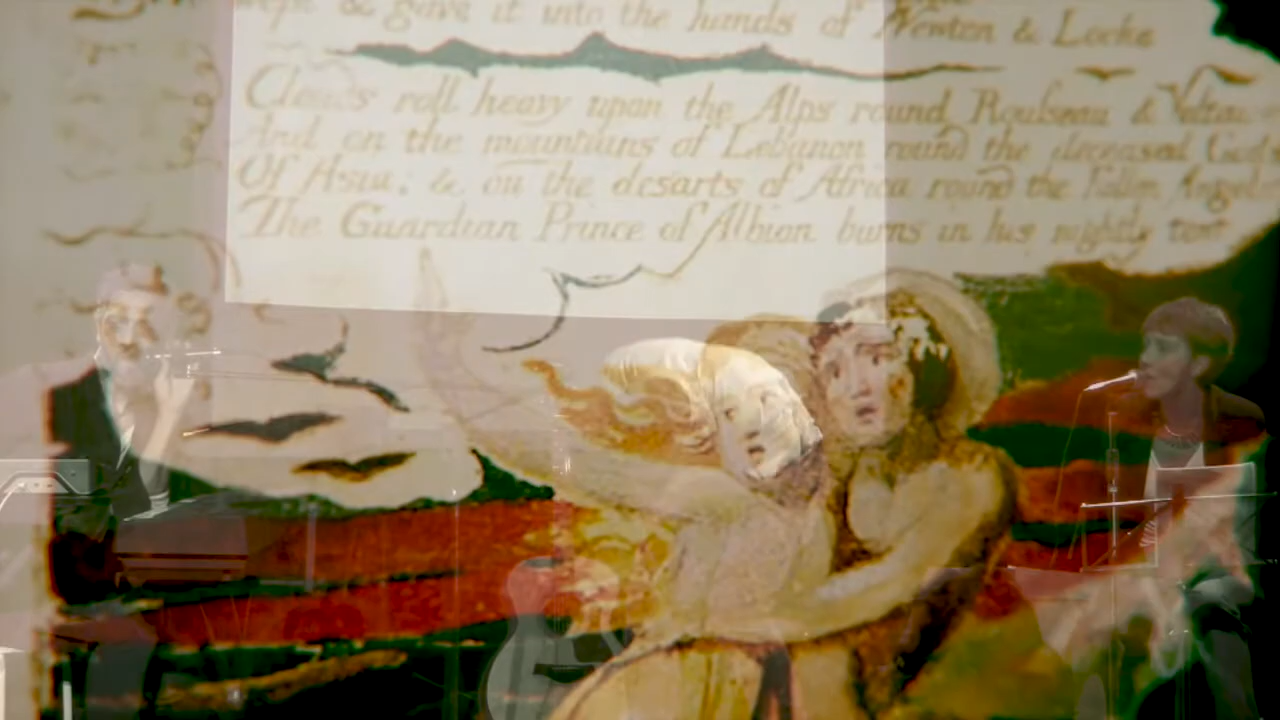 wept & gave it into the hands of Newton & Locke
Clouds roll heavy upon the Alps round Rousseau & Voltai
And on the mountains of Lebanon round the deceased Gods
Of Asia; & on the desarts of Africa round the Fallen Angels
The Guardian Prince of Albion burns in his nightly tent